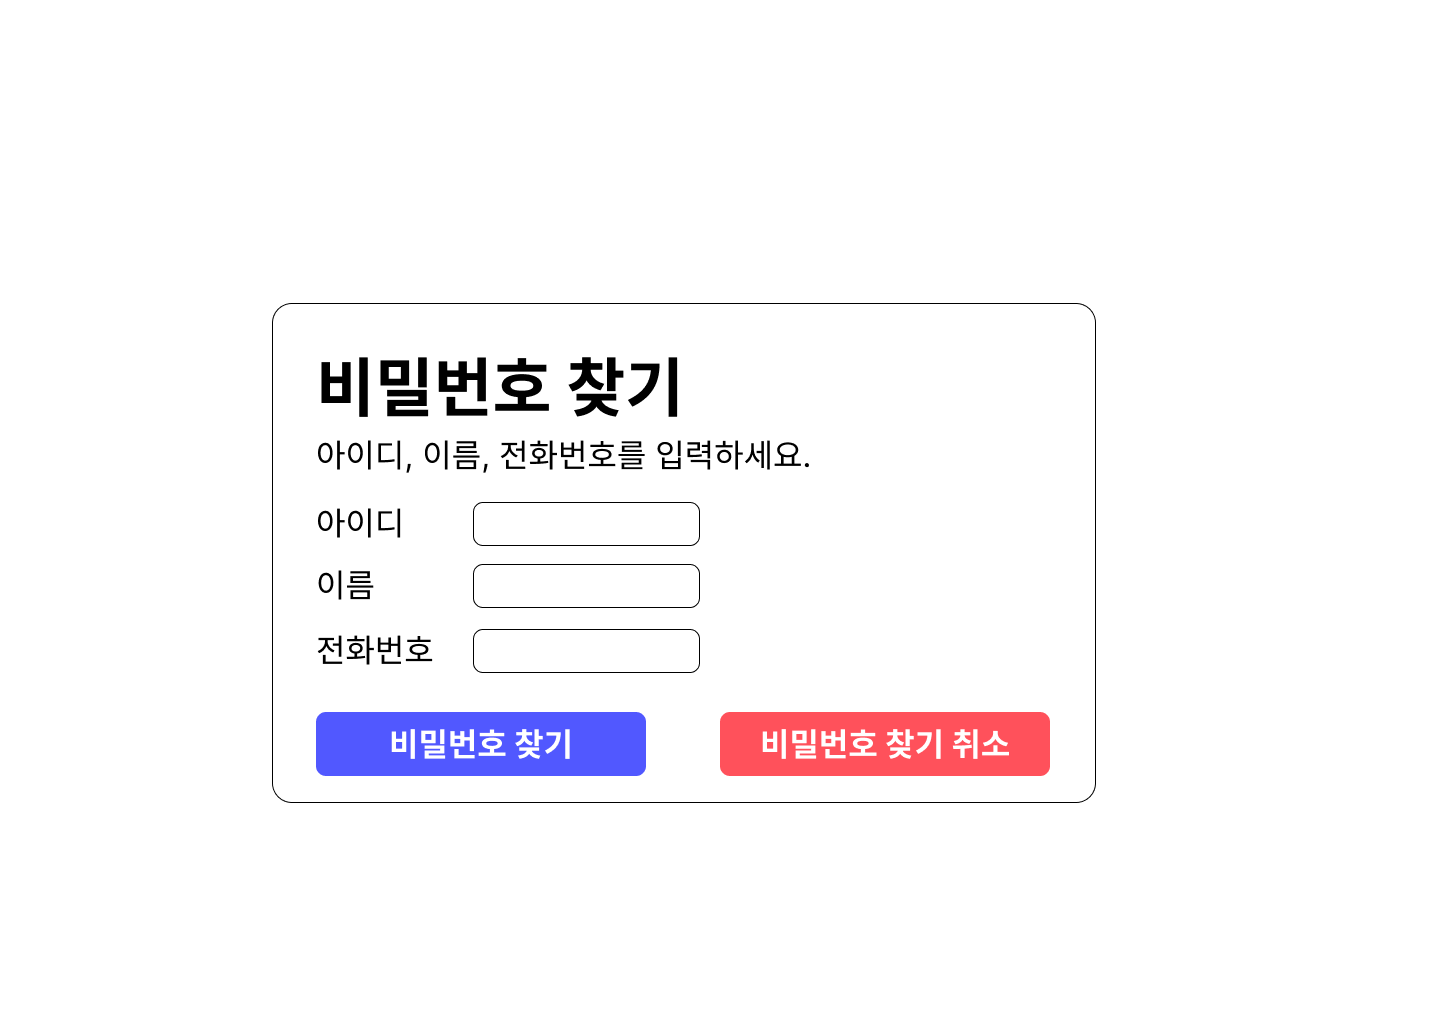 비밀번호 찾기
아이디, 이름, 전화번호를 입력하세요.
아이디
이름
전화번호
비밀번호 찾기
비밀번호 찾기 취소